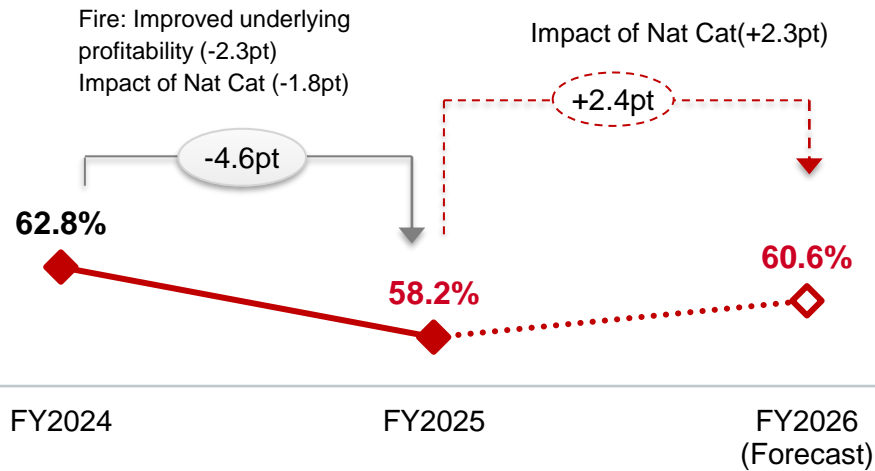 Fire: Improved underlying
profitability (-2.3pt)
Impact of Nat Cat (-1.8pt)
Impact of Nat Cat(+2.3pt)
+2.4pt
-4.6pt
62.8%
58.2%
60.6%
FY2024
FY2025
FY2026
(Forecast)